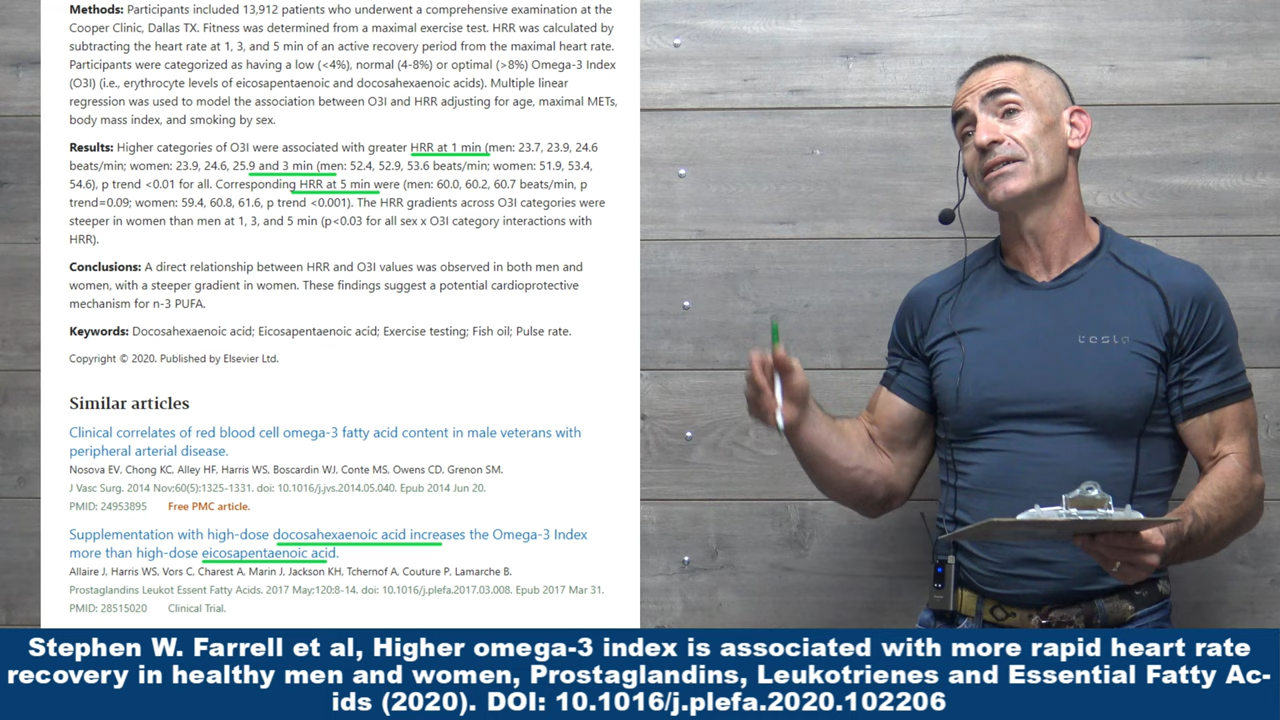 Methods: Participants included 13,912 patients who underwent a comprehensive examination at the
Cooper Clinic, Dallas TX. Fitness was determined from a maximal exercise test. HRR was calculated by
subtracting the heart rate at 1, 3, and 5 min of an active recovery period from the maximal heart rate.
Participants were categorized as having a low (<4%), normal (4-8%) or optimal (>8%) Omega-3 Index
(O3I) (i.e., erythrocyte levels of eicosapentaenoic and docosahexaenoic acids). Multiple linear
regression was used to model the association between O3I and HRR adjusting for age, maximal METs,
body mass index, and smoking by sex.
Results: Higher categories of O3I were associated with greater HRR at 1 min (men: 23.7, 23.9, 24.6
beats/min; women: 23.9, 24.6, 25.9 and 3 min (men: 52.4, 52.9, 53.6 beats/min; women: 51.9, 53.4,
54.6), p trend <0.01 for all. Corresponding HRR at 5 min were (men: 60.0, 60.2, 60.7 beats/min, p
trend=0.09; women: 59.4, 60.8, 61.6, p trend <0.001). The HRR gradients across O3I categories were
steeper in women than men at 1, 3, and 5 min (p<0.03 for all sex x O3I category interactions with
HRR).
Conclusions: A direct relationship between HRR and O3I values was observed in both men and
women, with a steeper gradient in women. These findings suggest a potential cardioprotective
mechanism for n-3 PUFA.
Keywords: Docosahexaenoic acid; Eicosapentaenoic acid; Exercise testing; Fish oil; Pulse rate.
Copyright © 2020. Published by Elsevier Ltd.
Similar articles
Clinical correlates of red blood cell omega-3 fatty acid content in male veterans with
peripheral arterial disease.
Nosova EV, Chong KC, Alley HF, Harris WS, Boscardin WJ, Conte MS, Owens CD, Grenon SM.
J Vasc Surg. 2014 Nov;60(5):1325-1331. doi: 10.1016/j.jvs.2014.05.040. Epub 2014 Jun 20.
PMID: 24953895 Free PMC article.
Supplementation with high-dose docosahexaenoic acid increases the Omega-3 Index
more than high-dose eicosapentaenoic acid.
Allaire J, Harris WS, Vors C, Charest A, Marin J, Jackson KH, Tchernof A, Couture P, Lamarche B.
Prostaglandins Leukot Essent Fatty Acids. 2017 May;120:8-14. doi: 10.1016/j.plefa.2017.03.008. Epub 2017 Mar 31.
PMID: 28515020 Clinical Trial.
tesla
Stephen W. Farrell et al, Higher omega-3 index is associated with more rapid heart rate
recovery in healthy men and women, Prostaglandins, Leukotrienes and Essential Fatty Ac-
ids (2020). DOI: 10.1016/j.plefa.2020.102206